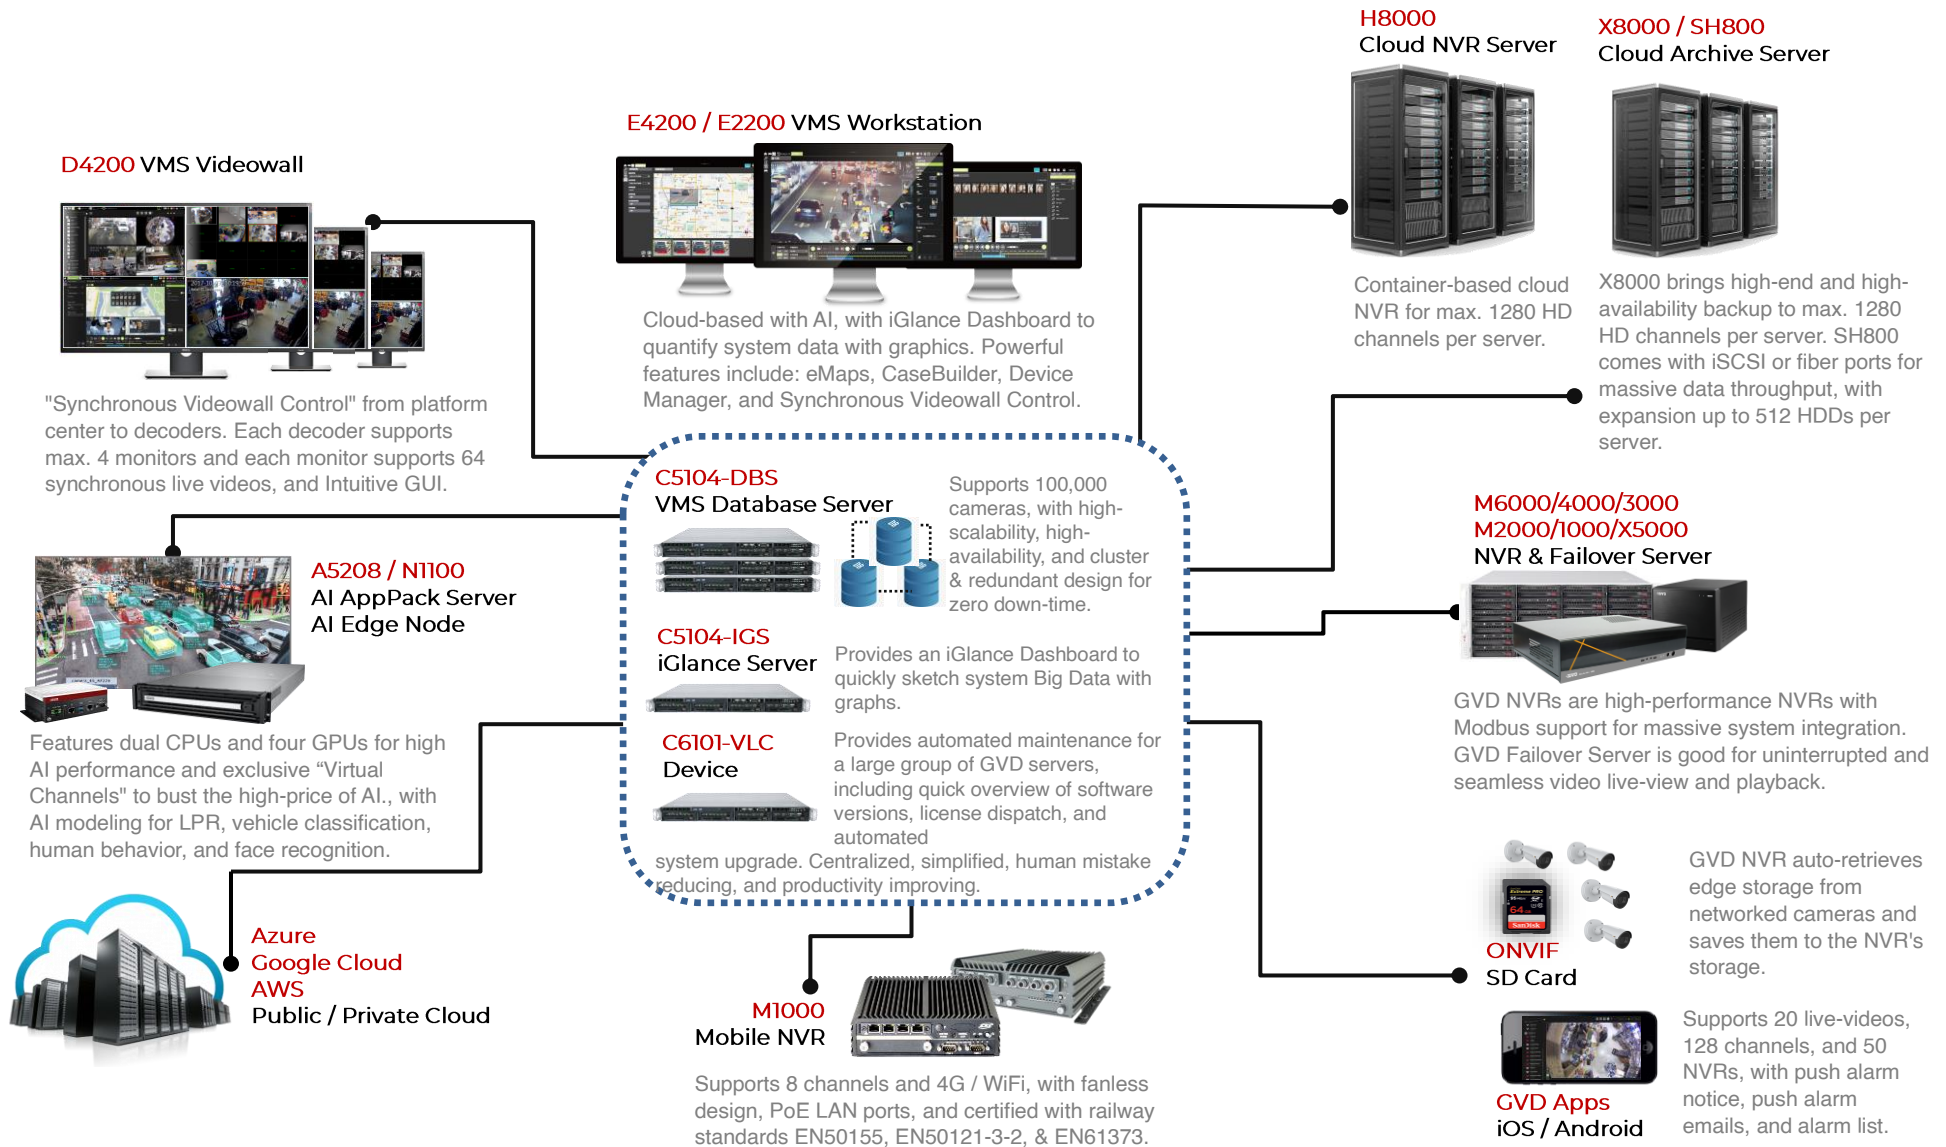 H8000
Cloud NVR Server
X8000 / SH800
Cloud Archive Server
E4200 / E2200 VMS Workstation
D4200 VMS Videowall
Container-based cloud
NVR for max. 1280 HD
channels per server.
X8000 brings high-end and high-
availability backup to max. 1280
HD channels per server. SH800
comes with iSCSI or fiber ports for
massive data throughput, with
expansion up to 512 HDDs per
server.
Cloud-based with AI, with iGlance Dashboard to
quantify system data with graphics. Powerful
features include: eMaps, CaseBuilder, Device
Manager, and Synchronous Videowall Control.
"Synchronous Videowall Control" from platform
center to decoders. Each decoder supports
max. 4 monitors and each monitor supports 64
synchronous live videos, and Intuitive GUI.
C5104-DBS
VMS Database Server
Supports 100,000
cameras, with high-
scalability, high-
availability, and cluster
& redundant design for
zero down-time.
M6000/4000/3000
M2000/1000/X5000
NVR & Failover Server
A5208 / N1100
AI AppPack Server
AI Edge Node
C5104-IGS
iGlance Server
Provides an iGlance Dashboard to
quickly sketch system Big Data with
graphs.
GVD NVRs are high-performance NVRs with
Modbus support for massive system integration.
GVD Failover Server is good for uninterrupted and
seamless video live-view and playback.
Features dual CPUs and four GPUs for high
AI performance and exclusive “Virtual
Channels" to bust the high-price of AI., with
AI modeling for LPR, vehicle classification,
human behavior, and face recognition.
C6101-VLC
Device
Provides automated maintenance for
a large group of GVD servers,
including quick overview of software
versions, license dispatch, and
automated
system upgrade. Centralized, simplified, human mistake
reducing, and productivity improving.
Extreme PRO
64
SanDisk
ONVIF
SD Card
GVD NVR auto-retrieves
edge storage from
networked cameras and
saves them to the NVR's
storage.
Azure
Google Cloud
AWS
Public / Private Cloud
M1000
Mobile NVR
Supports 8 channels and 4G / WiFi, with fanless
design, PoE LAN ports, and certified with railway
standards EN50155, EN50121-3-2, & EN61373.
GVD Apps
iOS / Android
Supports 20 live-videos,
128 channels, and 50
NVRs, with push alarm
notice, push alarm
emails, and alarm list.